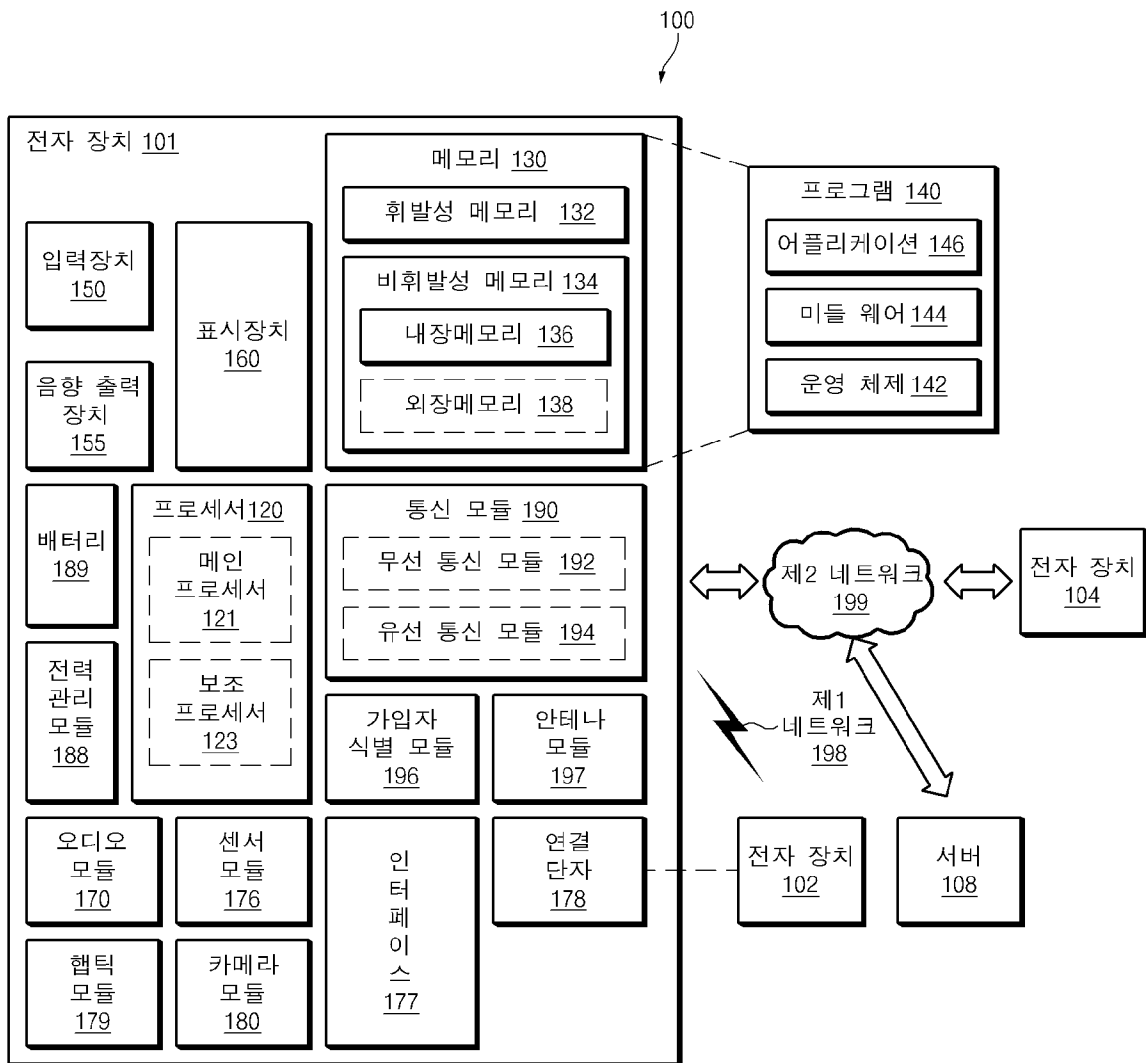 100
전자 장치 101
메모리 130
휘발성 메모리 132
비휘발성 메모리 134
내장메모리 136
외장메모리 138
프로그램 140
어플리케이션 146
미들 웨어 144
운영 체제 142
입력장치
150
표시장치
160
음향 출력
장치
155
배터리
189
프로세서 120
메인
프로세서
121
보조
프로세서
123
통신 모듈 190
무선 통신 모듈 192
유선 통신 모듈 194
제2 네트워크
199
전자 장치
104
전력
관리
모듈
188
가입자
식별 모듈
196
안테나
모듈
197
제1
네트워크
198
오디오
모듈
170
센서
모듈
176
인
터
페
이
스
177
연결
단자
178
전자 장치
102
서버
108
햅틱
모듈
179
카메라
모듈
180